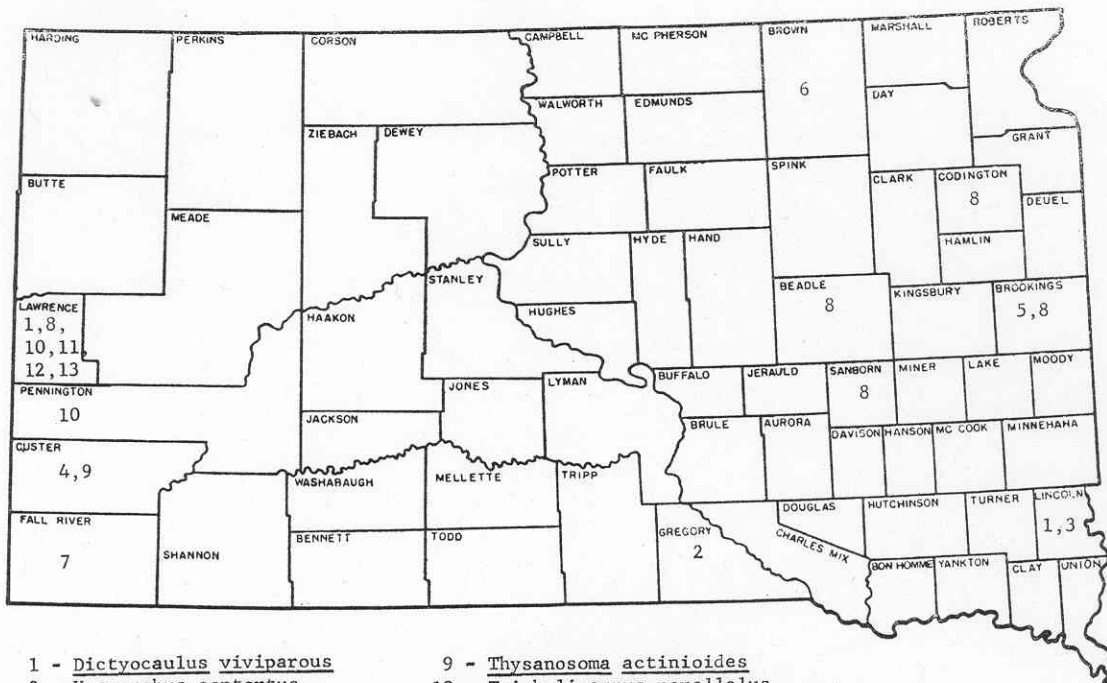 HARDING PERKINS CORSON CAMPBELL MC PHERSON BROWN MARSHALL ROBERTS
6
WALWORTH EDMUNDS DAY
ZIEBACH DEWEY GRANT
BUTTE POTTER FAULK SPINK CLARK CODINGTON
8
DEUEL
MEADE SULLY HYDE HAND HAMLIN
STANLEY BEADLE KINGSBURY BROOKINGS
8 5,8
LAWRENCE HAAKON HUGHES
1,8,
10,11
12,13
PENNINGTON JONES LYMAN BUFFALO JERAULD SANBORN MINER LAKE MOODY
10 8
JACKSON BRULE AURORA DAVISON HANSON MC COOK MINNEHAHA
CUSTER
4,9
WASHABAUGH MELLETTE TRIPP
FALL RIVER DOUGLAS HUTCHINSON TURNER LINCOLN
7 1,3
SHANNON BENNETT TODD GREGORY CHARLES MIX
2
BON HOMME YANKTON CLAY UNION
1 - Dictyocaulus viviparous 9 - Thysanosoma actinioides